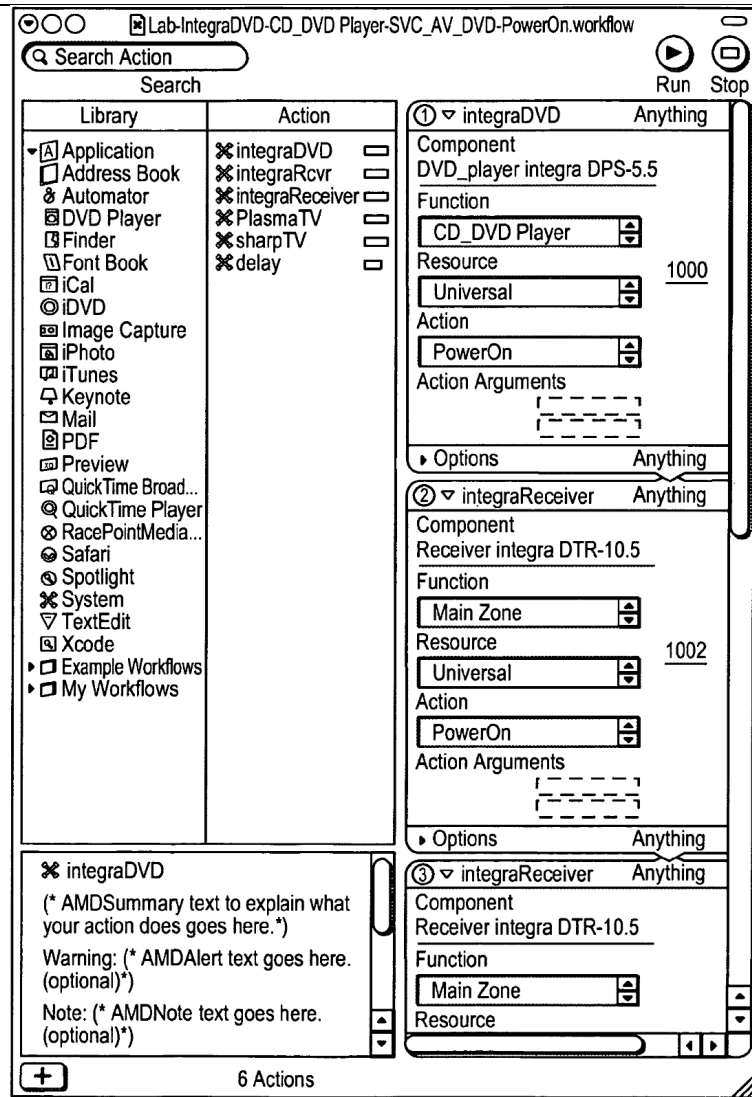 Lab-IntegraDVD-CD_DVD Player-SVC_AV_DVD-PowerOn.workflow
Search Action
Search
Run Stop
Library
Application
Address Book
Automator
DVD Player
Finder
Font Book
iCal
iDVD
Image Capture
iPhoto
iTunes
Keynote
Mail
PDF
Preview
QuickTime Broad...
QuickTime Player
RacePointMedia...
Safari
Spotlight
System
TextEdit
Xcode
Example Workflows
My Workflows
Action
integraDVD
integraRcvr
integraReceiver
PlasmaTV
sharpTV
delay
1 integraDVD Anything
Component
DVD_player integra DPS-5.5
Function
CD_DVD Player
Resource
1000
Universal
Action
PowerOn
Action Arguments
Options Anything
2 integraReceiver Anything
Component
Receiver integra DTR-10.5
Function
Main Zone
Resource
1002
Universal
Action
PowerOn
Action Arguments
Options Anything
3 integraReceiver Anything
Component
Receiver integra DTR-10.5
Function
Main Zone
Resource
integraDVD
(* AMDSummary text to explain what
your action does goes here.*)
Warning: (* AMDAlert text goes here.
(optional)*)
Note: (* AMDNote text goes here.
(optional)*)
6 Actions